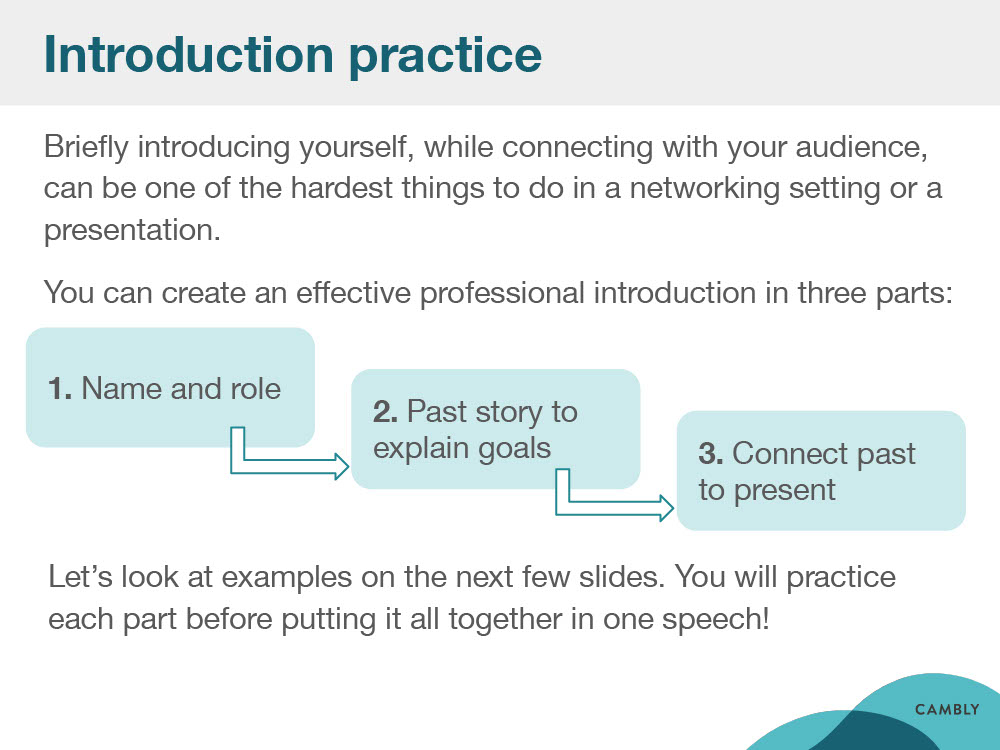 Introduction practice
Briefly introducing yourself, while connecting with your audience,
can be one of the hardest things to do in a networking setting or a
presentation.
You can create an effective professional introduction in three parts:
1. Name and role
2. Past story to
explain goals
3. Connect past
to present
Let’s look at examples on the next few slides. You will practice
each part before putting it all together in one speech!
CAMBLY